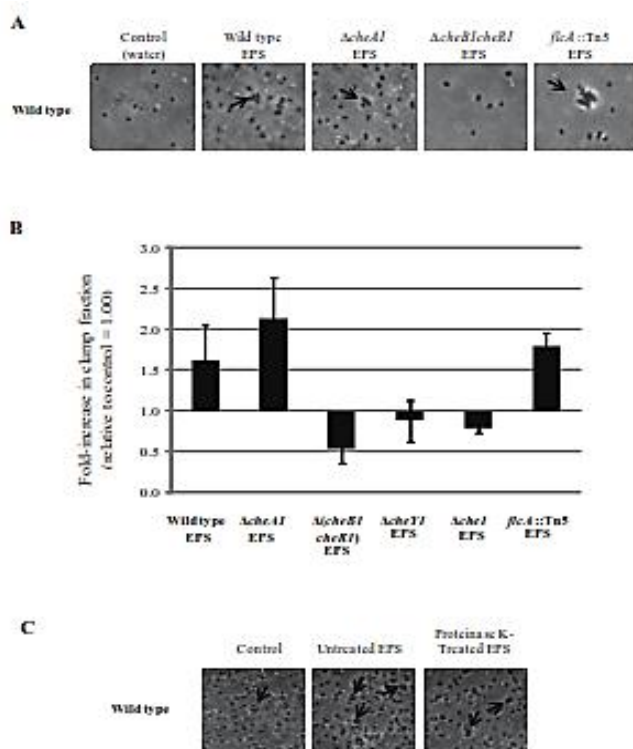 A
Control
(water)
Wild type
EPS
ΔcheA1
EPS
ΔcheB1cheR1
EPS
flcA::Tn5
EPS
Wild type
B
Fold-increase in clump fraction
(relative to control = 1.00)
3.0
2.5
2.0
1.5
1.0
0.5
0.0
Wild type
EPS
ΔcheA1
EPS
Δ(cheB1
cheR1)
EPS
ΔcheY1
EPS
Δche1
EPS
flcA::Tn5
EPS
C
Control
Untreated EPS
Proteinase K-
Treated EPS
Wild type